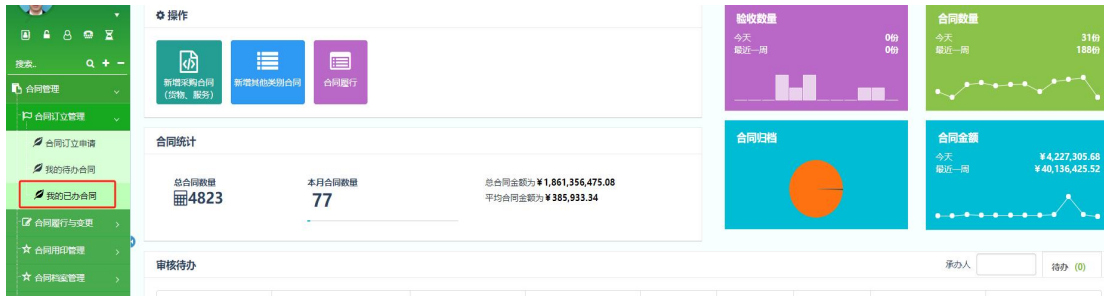 搜索..
合同管理
合同订立管理
合同订立申请
我的待办合同
我的已办合同
合同履行与变更
合同用印管理
合同档案管理
操作
新增采购合同
（货物、服务）
新增其他类别合同
合同履行
合同统计
总合同数量
4823
本月合同数量
77
总合同金额为¥1,861,356,475.08
平均合同金额为¥385,933.34
验收数量
今天 0份
最近一周 0份
合同数量
今天 31份
最近一周 188份
合同归档
合同金额
今天 ¥4,227,305.68
最近一周 ¥40,136,425.52
审核待办
承办人
待办 (0)